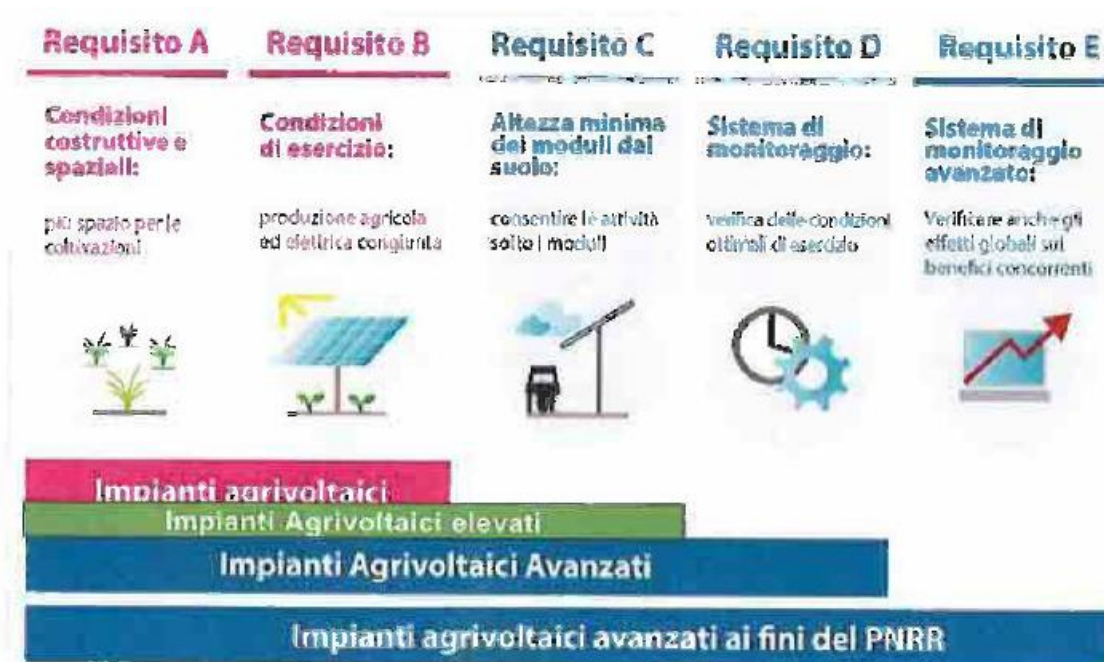 Requisito A
Requisito B
Requisito C
Requisito D
Requisito E
Condizioni
costruttive e
spaziali:
più spazio per le
coltivazioni
Condizioni
di esercizio:
produzione agricola
ed elettrica congiunta
Altezza minima
dei moduli dal
suolo:
consentire le attività
sotto i moduli
Sistema di
monitoraggio:
verifica delle condizioni
ottimali di esercizio
Sistema di
monitoraggio
avanzato:
Verificare anche gli
effetti globali sui
benefici concorrenti
Impianti agrivoltaici
Impianti Agrivoltaici elevati
Impianti Agrivoltaici Avanzati
Impianti agrivoltaici avanzati ai fini del PNRR